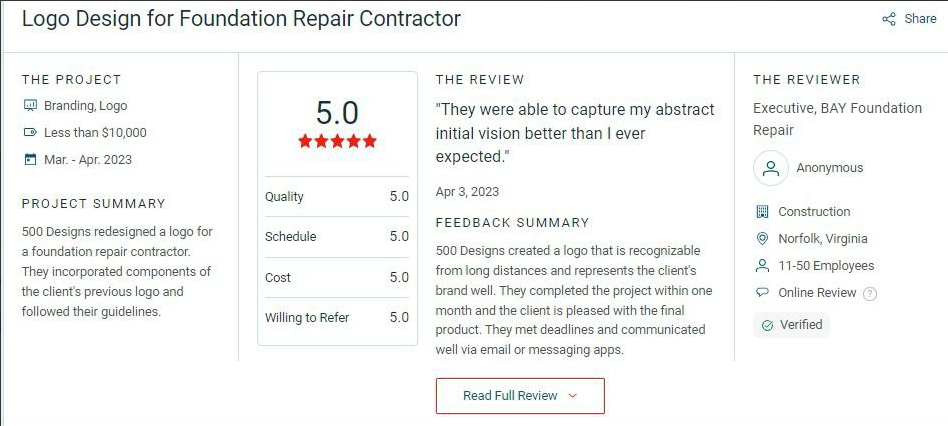 Logo Design for Foundation Repair Contractor
Share
THE PROJECT
Branding, Logo
Less than $10,000
Mar. - Apr. 2023
PROJECT SUMMARY
500 Designs redesigned a logo for
a foundation repair contractor.
They incorporated components of
the client's previous logo and
followed their guidelines.
5.0
Quality 5.0
Schedule 5.0
Cost 5.0
Willing to Refer 5.0
THE REVIEW
"They were able to capture my abstract
initial vision better than I ever
expected."
Apr 3, 2023
FEEDBACK SUMMARY
500 Designs created a logo that is recognizable
from long distances and represents the client's
brand well. They completed the project within one
month and the client is pleased with the final
product. They met deadlines and communicated
well via email or messaging apps.
Read Full Review
THE REVIEWER
Executive, BAY Foundation
Repair
Anonymous
Construction
Norfolk, Virginia
11-50 Employees
Online Review ?
Verified